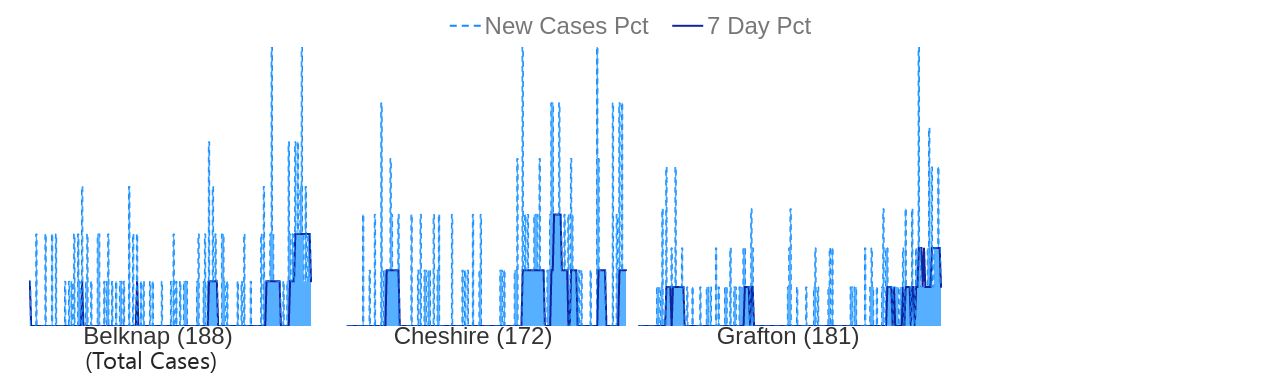 New Cases Pct 7 Day Pct
Belknap (188) Cheshire (172) Grafton (181)
(Total Cases)